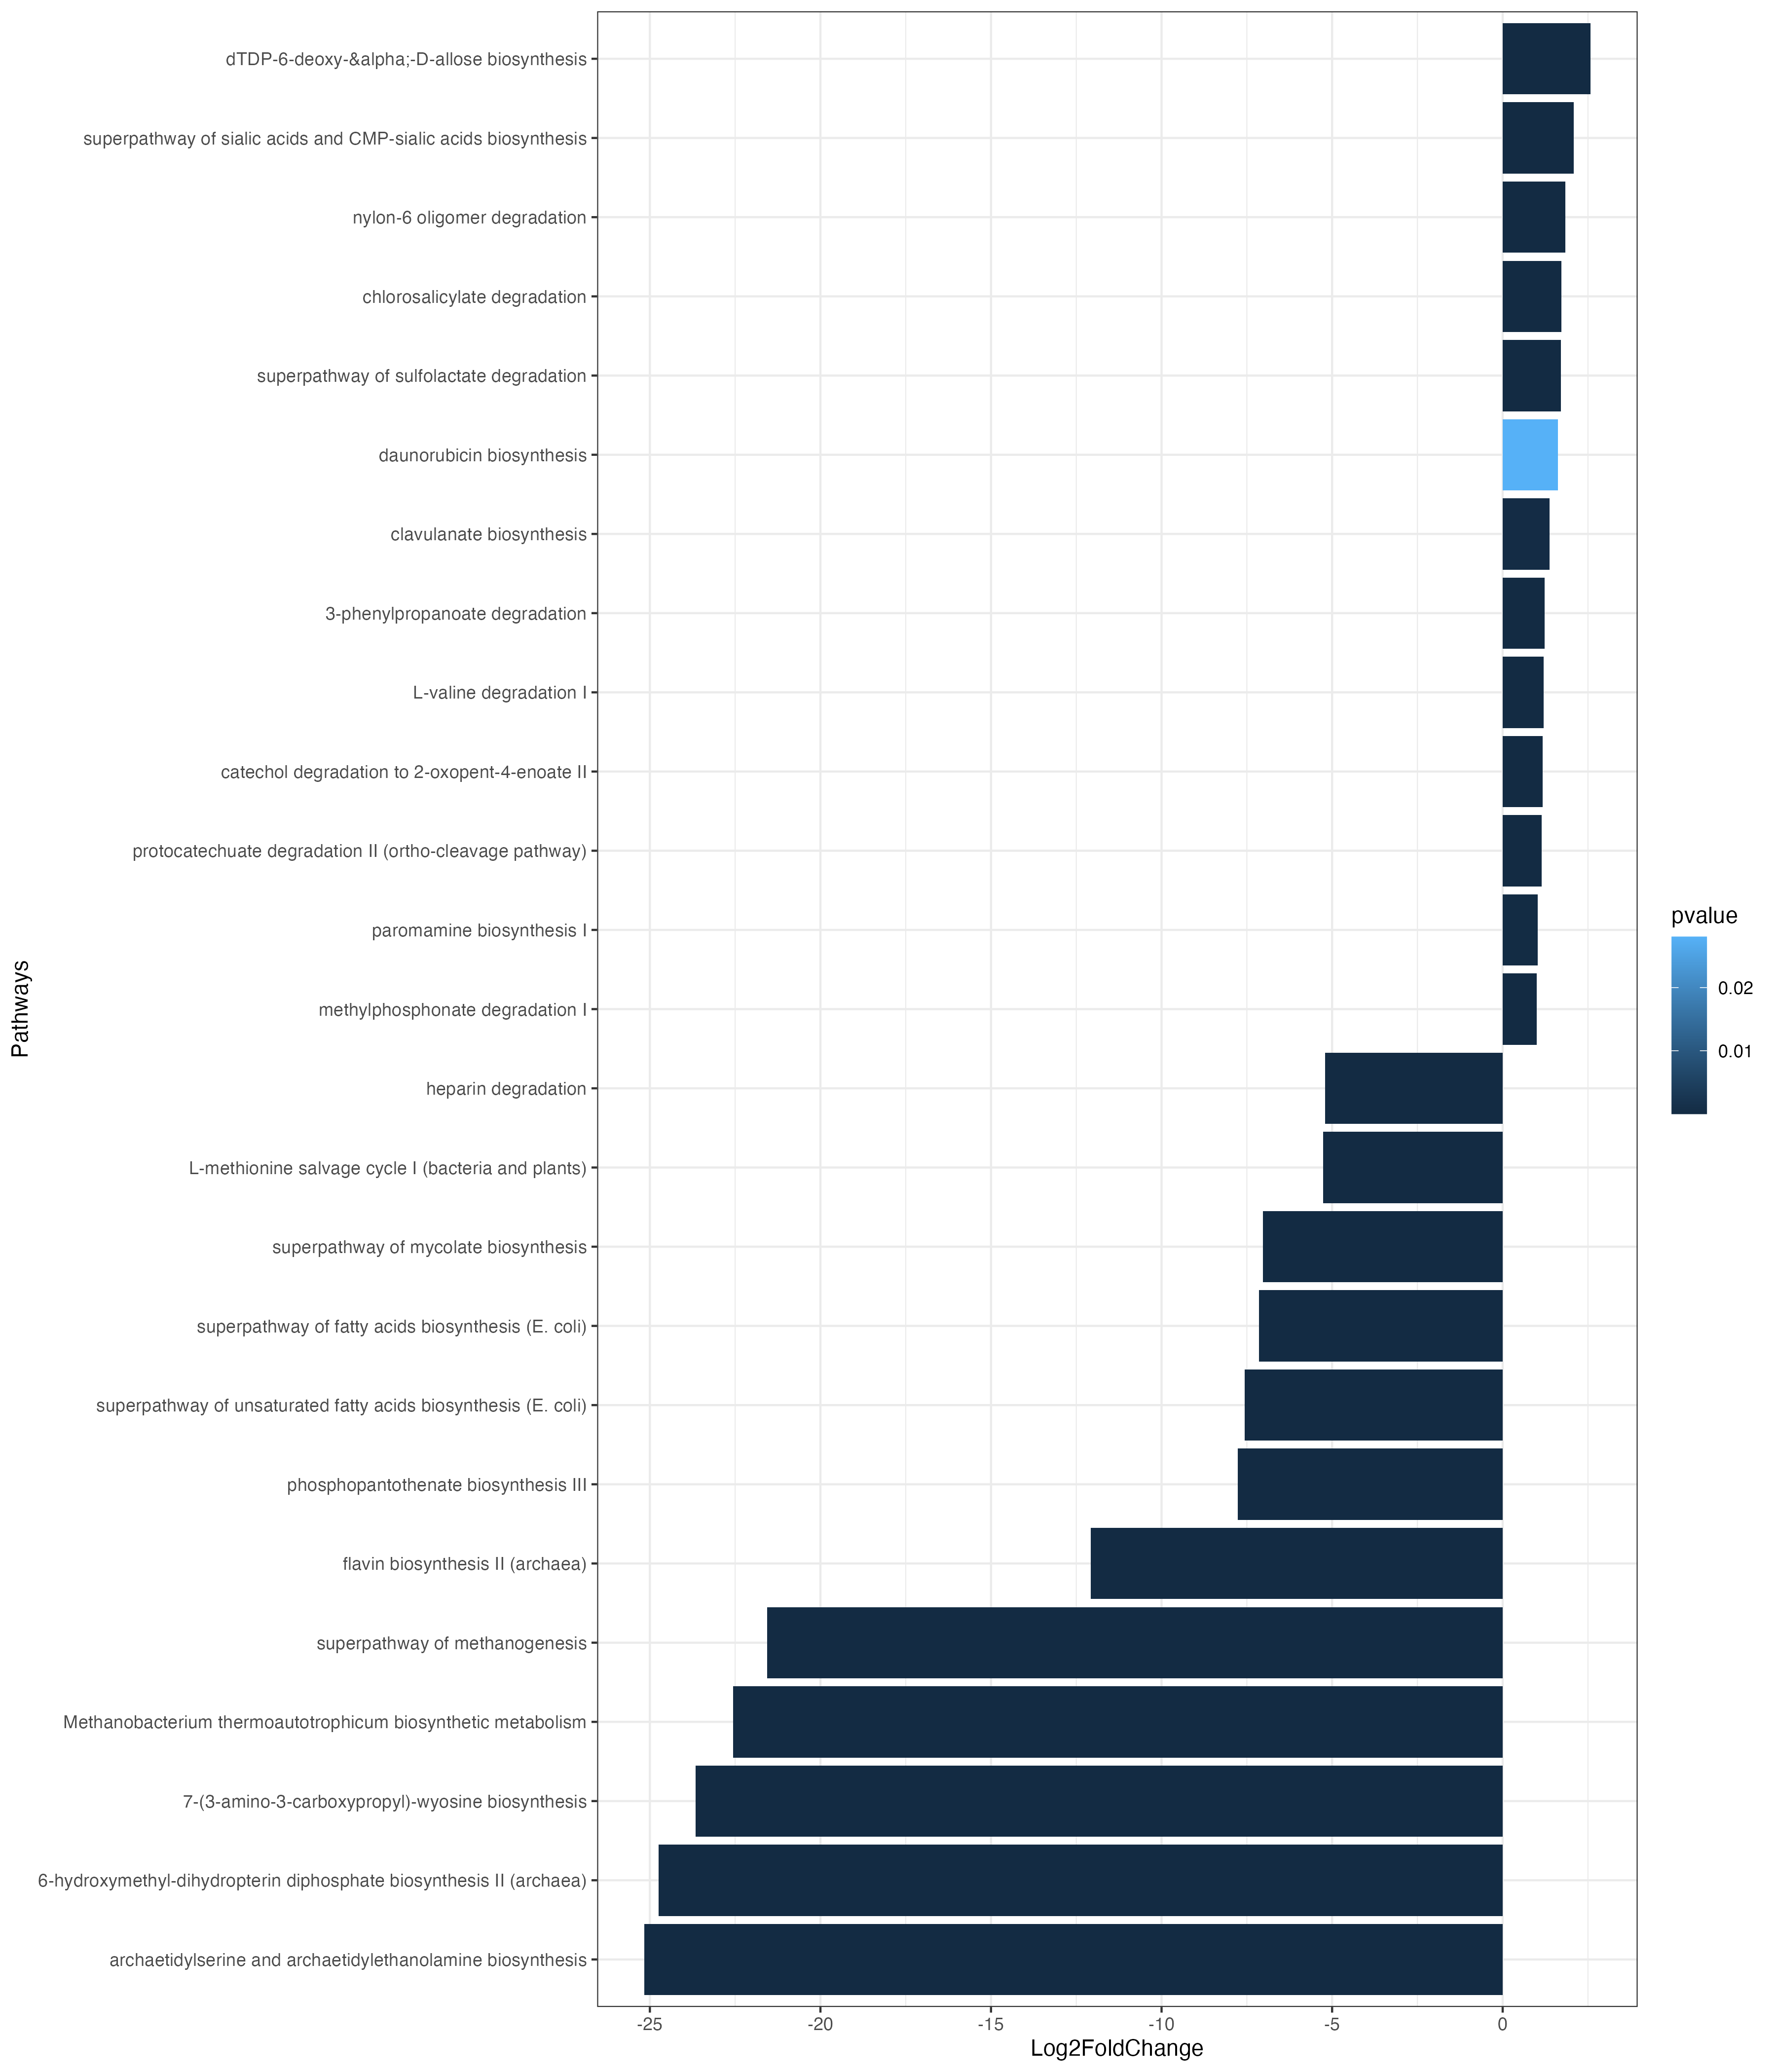 dTDP-6-deoxy-&alpha;-D-allose biosynthesis
superpathway of sialic acids and CMP-sialic acids biosynthesis
nylon-6 oligomer degradation
chlorosalicylate degradation
superpathway of sulfolactate degradation
daunorubicin biosynthesis
clavulanate biosynthesis
3-phenylpropanoate degradation
L-valine degradation I
catechol degradation to 2-oxopent-4-enoate II
protocatechuate degradation II (ortho-cleavage pathway)
paromamine biosynthesis I
methylphosphonate degradation I
heparin degradation
L-methionine salvage cycle I (bacteria and plants)
superpathway of mycolate biosynthesis
superpathway of fatty acids biosynthesis (E. coli)
superpathway of unsaturated fatty acids biosynthesis (E. coli)
phosphopantothenate biosynthesis III
flavin biosynthesis II (archaea)
superpathway of methanogenesis
Methanobacterium thermoautotrophicum biosynthetic metabolism
7-(3-amino-3-carboxypropyl)-wyosine biosynthesis
6-hydroxymethyl-dihydropterin diphosphate biosynthesis II (archaea)
archaetidylserine and archaetidylethanolamine biosynthesis
Pathways
-25 -20 -15 -10 -5 0
Log2FoldChange
pvalue
0.02
0.01